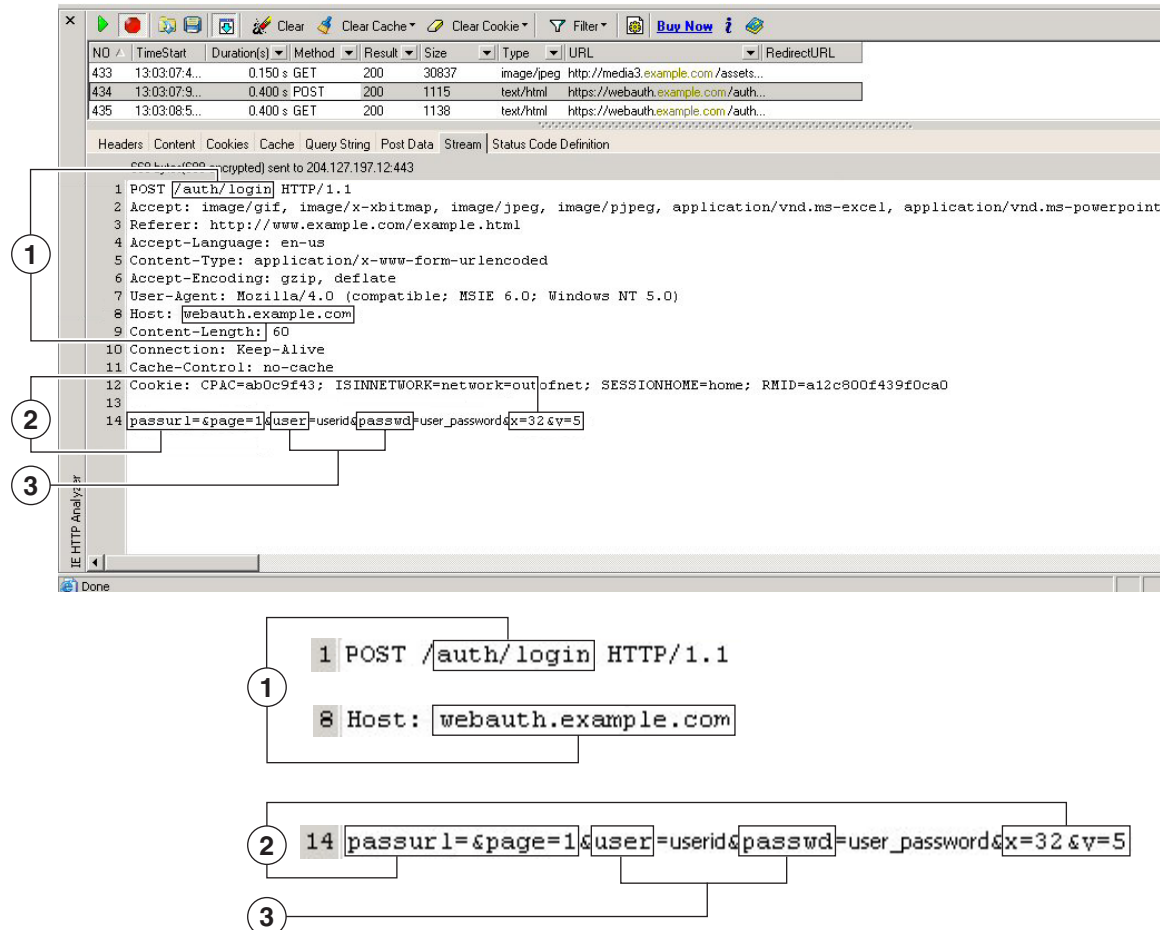 Clear Clear Cache Clear Cookie Filter Buy Now
NO TimeStart Duration(s) Method Result Size Type URL RedirectURL
433 13:03:07:4... 0.150 s GET 200 30837 image/jpeg http://media3.example.com/assets...
434 13:03:07:9... 0.400 s POST 200 1115 text/html https://webauth.example.com/auth...
435 13:03:08:5... 0.400 s GET 200 1138 text/html https://webauth.example.com/auth...
Headers Content Cookies Cache Query String Post Data Stream Status Code Definition
sent to 204.127.197.12:443
1 POST /auth/login HTTP/1.1
2 Accept: image/gif, image/x-xbitmap, image/jpeg, image/pjpeg, application/vnd.ms-excel, application/vnd.ms-powerpoint
3 Referer: http://www.example.com/example.html
4 Accept-Language: en-us
5 Content-Type: application/x-www-form-urlencoded
6 Accept-Encoding: gzip, deflate
7 User-Agent: Mozilla/4.0 (compatible; MSIE 6.0; Windows NT 5.0)
8 Host: webauth.example.com
9 Content-Length: 60
10 Connection: Keep-Alive
11 Cache-Control: no-cache
12 Cookie: CPAC=ab0c9f43; ISINNETWORK=network=outofnet; SESSIONHOME=home; RMID=a12c800f439f0ca0
13
14 passurl=&page=1&user=userid&passwd=user_password&x=32&y=5
1
2
3
IE HTTP Analyzer
Done
1 POST /auth/login HTTP/1.1
1
8 Host: webauth.example.com
2
14 passurl=&page=1&user=userid&passwd=user_password&x=32&y=5
3